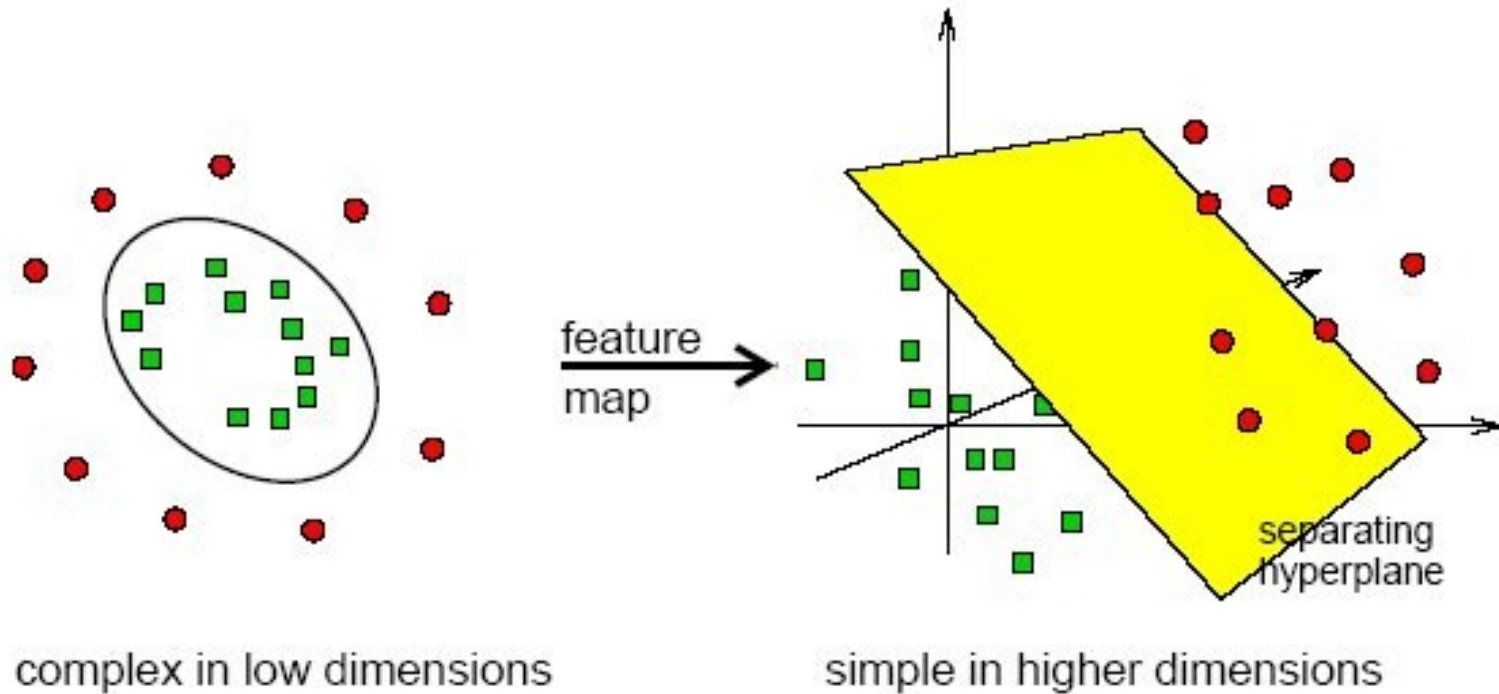 feature
map
separating
hyperplane
complex in low dimensions
simple in higher dimensions